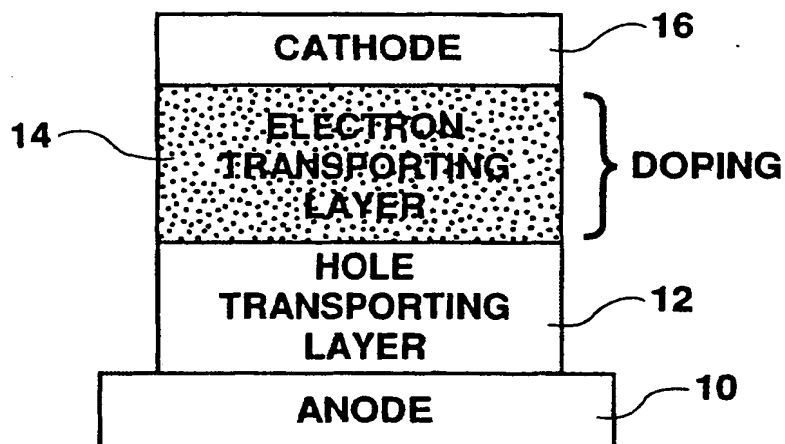 CATHODE
16
14
ELECTRON
TRANSPORTING
LAYER
DOPING
HOLE
TRANSPORTING
LAYER
12
ANODE
10